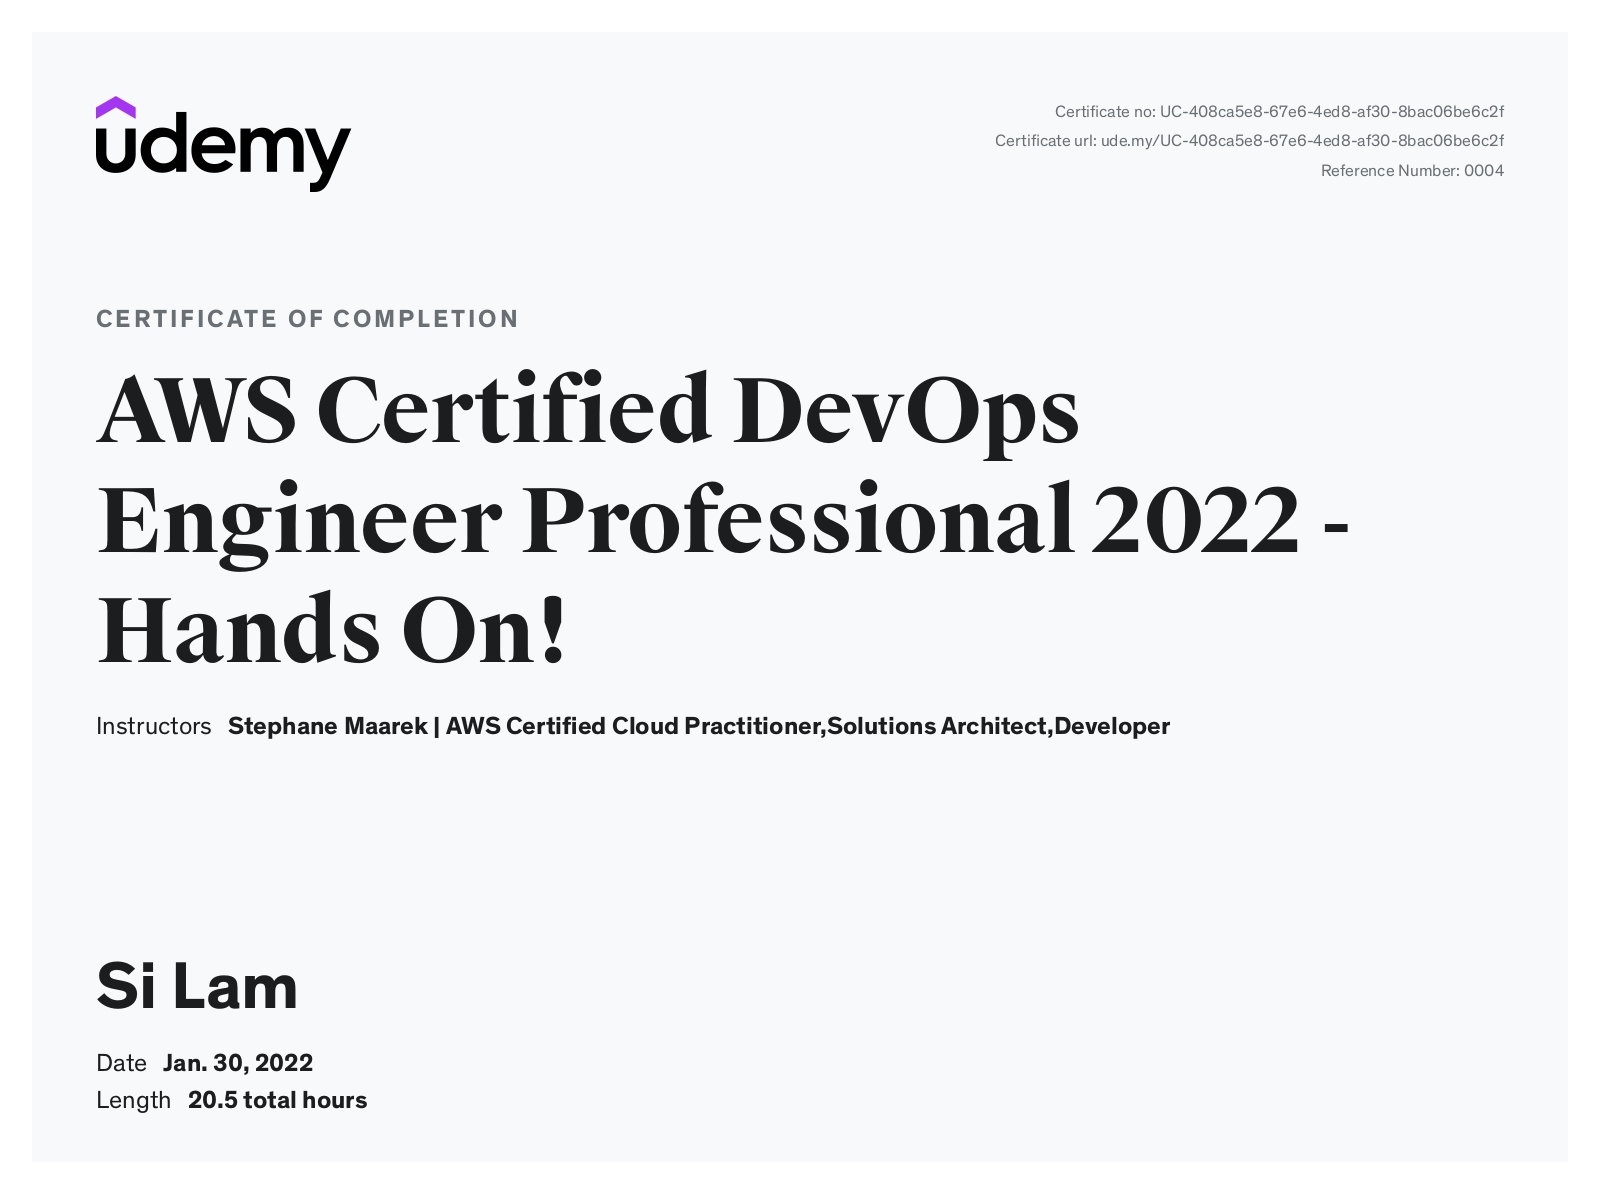 udemy
Certificate no: UC-408ca5e8-67e6-4ed8-af30-8bac06be6c2f
Certificate url: ude.my/UC-408ca5e8-67e6-4ed8-af30-8bac06be6c2f
Reference Number: 0004
CERTIFICATE OF COMPLETION
AWS Certified DevOps
Engineer Professional 2022 -
Hands On!
Instructors Stephane Maarek | AWS Certified Cloud Practitioner,Solutions Architect,Developer
Si Lam
Date Jan. 30, 2022
Length 20.5 total hours